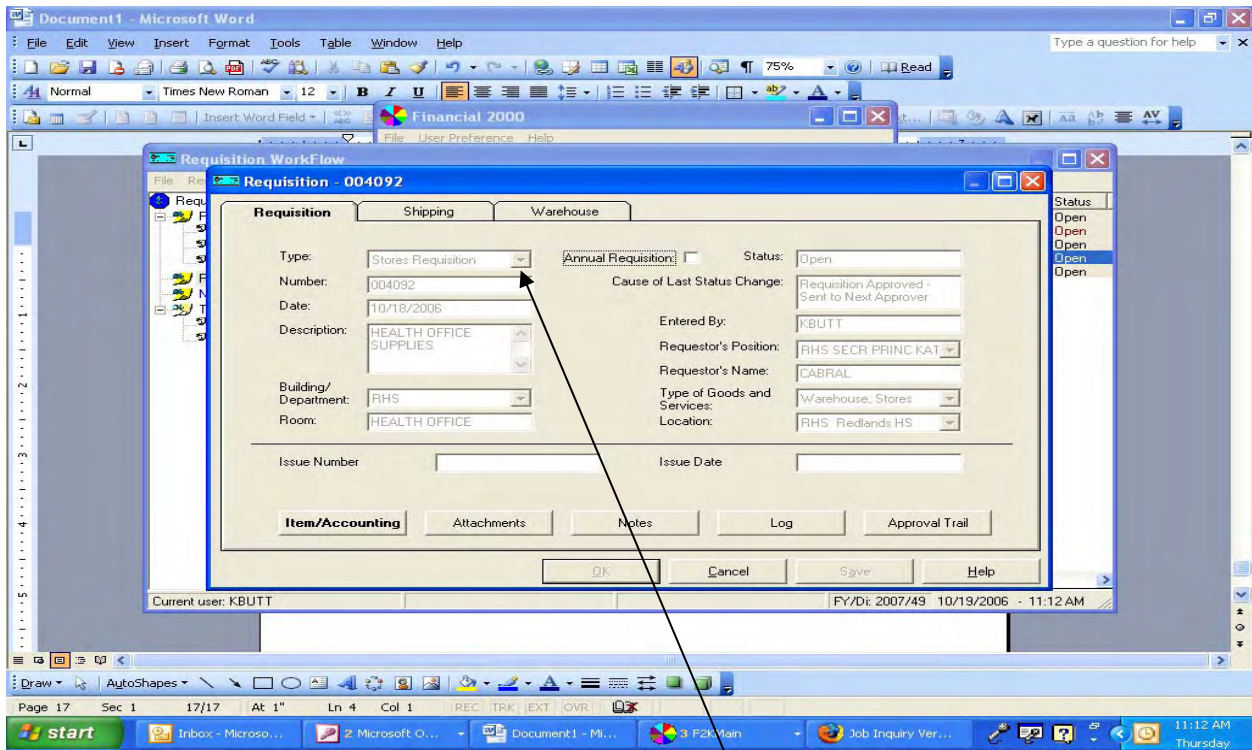 Document1 - Microsoft Word
File Edit View Insert Format Tools Table Window Help
Type a question for help
75%
Read
Normal
Times New Roman
12
B I U
Insert Word Field
Financial 2000
File User Preference Help
Requisition WorkFlow
File
Requisition - 004092
Requ
Status
Open
Open
Open
Open
Open
Requisition Shipping Warehouse
Type: Stores Requisition
Annual Requisition:
Status: Open
Number: 004092
Cause of Last Status Change: Requisition Approved -
Sent to Next Approver
Date: 10/18/2006
Entered By: KBUTT
Description: HEALTH OFFICE
SUPPLIES
Requestor's Position: RHS SECR PRINC KAT
Requestor's Name: CABRAL
Building/
Department: RHS
Type of Goods and
Services: Warehouse, Stores
Room: HEALTH OFFICE
Location: RHS Redlands HS
Issue Number
Issue Date
Item/Accounting Attachments Notes Log Approval Trail
OK Cancel Save Help
Current user: KBUTT
FY/Di: 2007/49 10/19/2006 - 11:12 AM
Draw AutoShapes
Page 17 Sec 1 17/17 At 1" Ln 4 Col 1 REC TRK EXT OVR
start
Inbox - Microso...
2 Microsoft O...
Document1 - Mi...
3 F2KMain
Job Inquiry Ver...
11:12 AM
Thursday